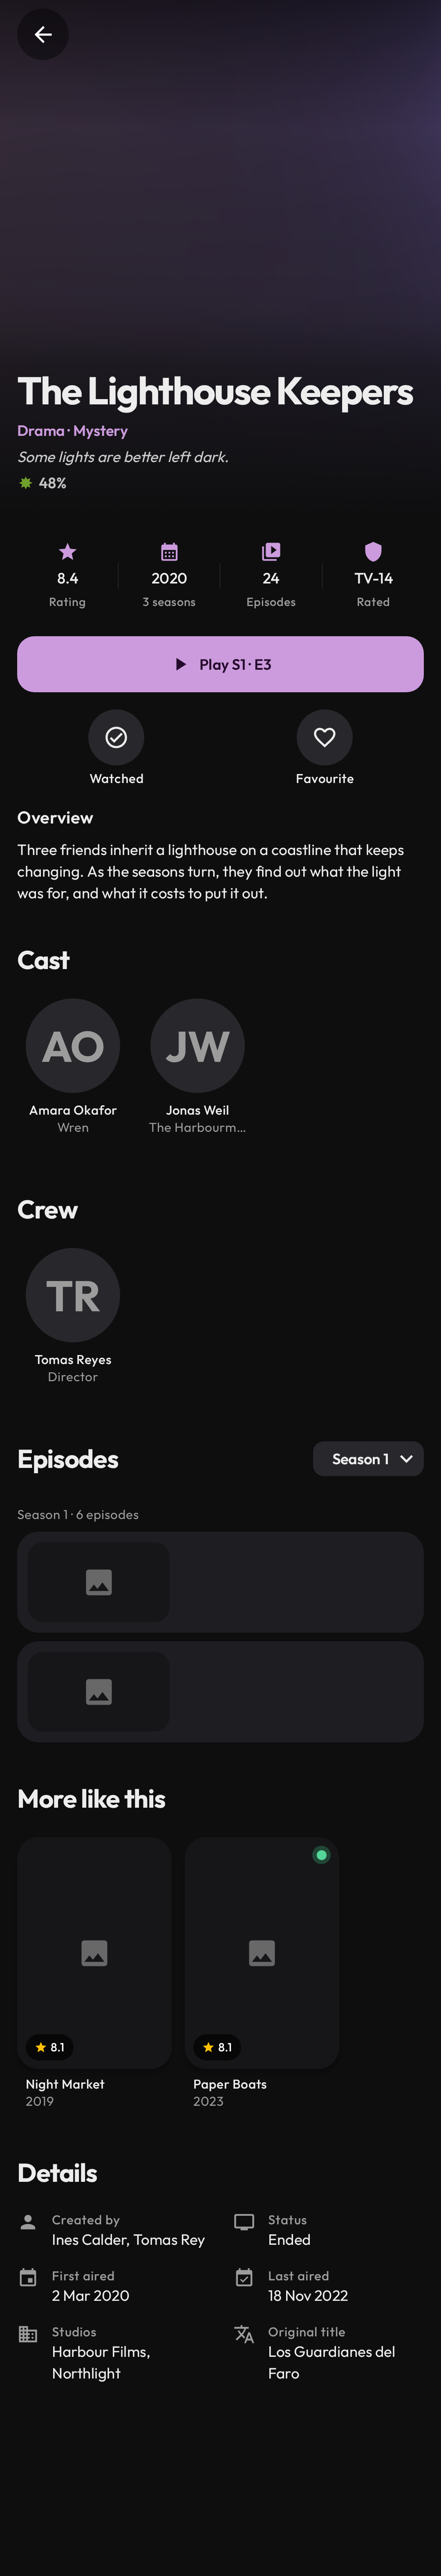 The Lighthouse Keepers
Drama · Mystery
Some lights are better left dark.
48%
8.4
2020
24
TV-14
Rating
3 seasons
Episodes
Rated
Play S1 · E3
Watched
Favourite
Overview
Three friends inherit a lighthouse on a coastline that keeps
changing. As the seasons turn, they find out what the light
was for, and what it costs to put it out.
Cast
AO
JW
Amara Okafor
Jonas Weil
Wren
The Harbourm…
Crew
TR
Tomas Reyes
Director
Episodes
Season 1
Season 1 · 6 episodes
More like this
8.1
8.1
Night Market
Paper Boats
2019
2023
Details
Created by
Ines Calder, Tomas Rey
Status
Ended
First aired
2 Mar 2020
Last aired
18 Nov 2022
Studios
Harbour Films,
Northlight
Original title
Los Guardianes del
Faro